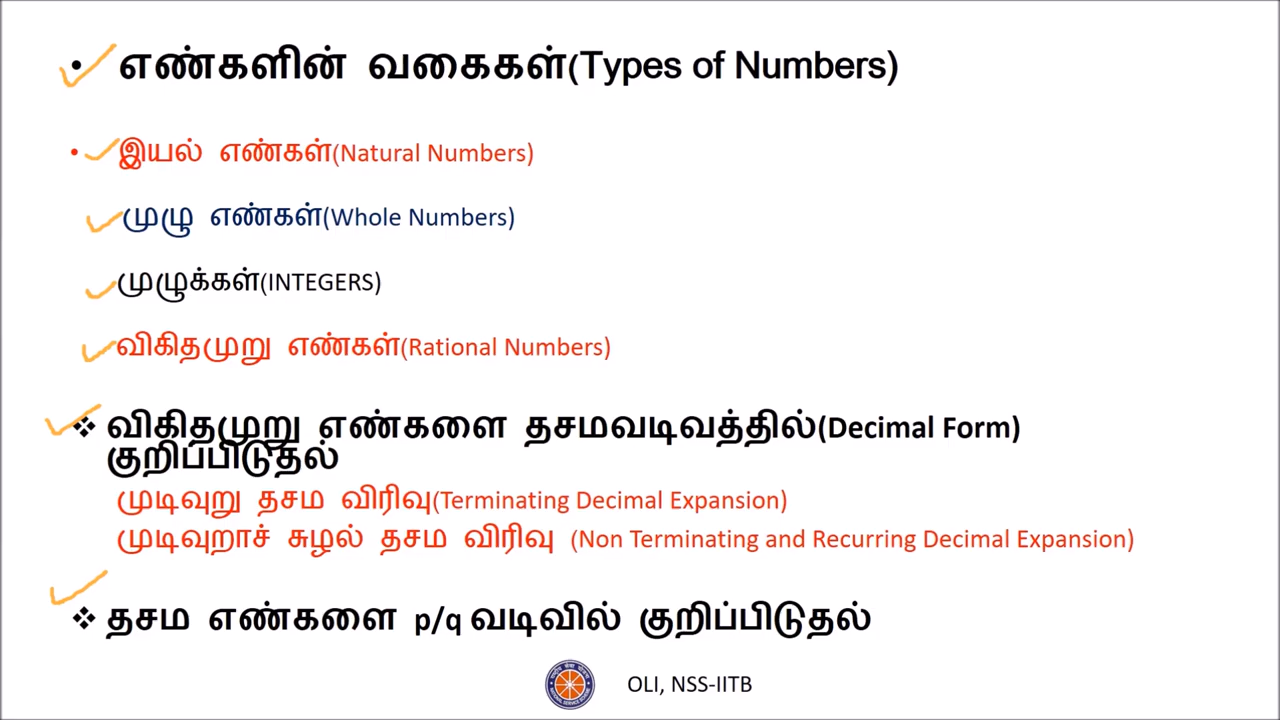 • எண்களின் வகைகள்(Types of Numbers)
• இயல் எண்கள்(Natural Numbers)
முழு எண்கள்(Whole Numbers)
முழுக்கள்(INTEGERS)
விகிதமுறு எண்கள்(Rational Numbers)
❖ விகிதமுறு எண்களை தசமவடிவத்தில்(Decimal Form)
குறிப்பிடுதல்
முடிவுறு தசம விரிவு(Terminating Decimal Expansion)
முடிவுறாச் சுழல் தசம விரிவு (Non Terminating and Recurring Decimal Expansion)
❖ தசம எண்களை p/q வடிவில் குறிப்பிடுதல்
OLI, NSS-IITB